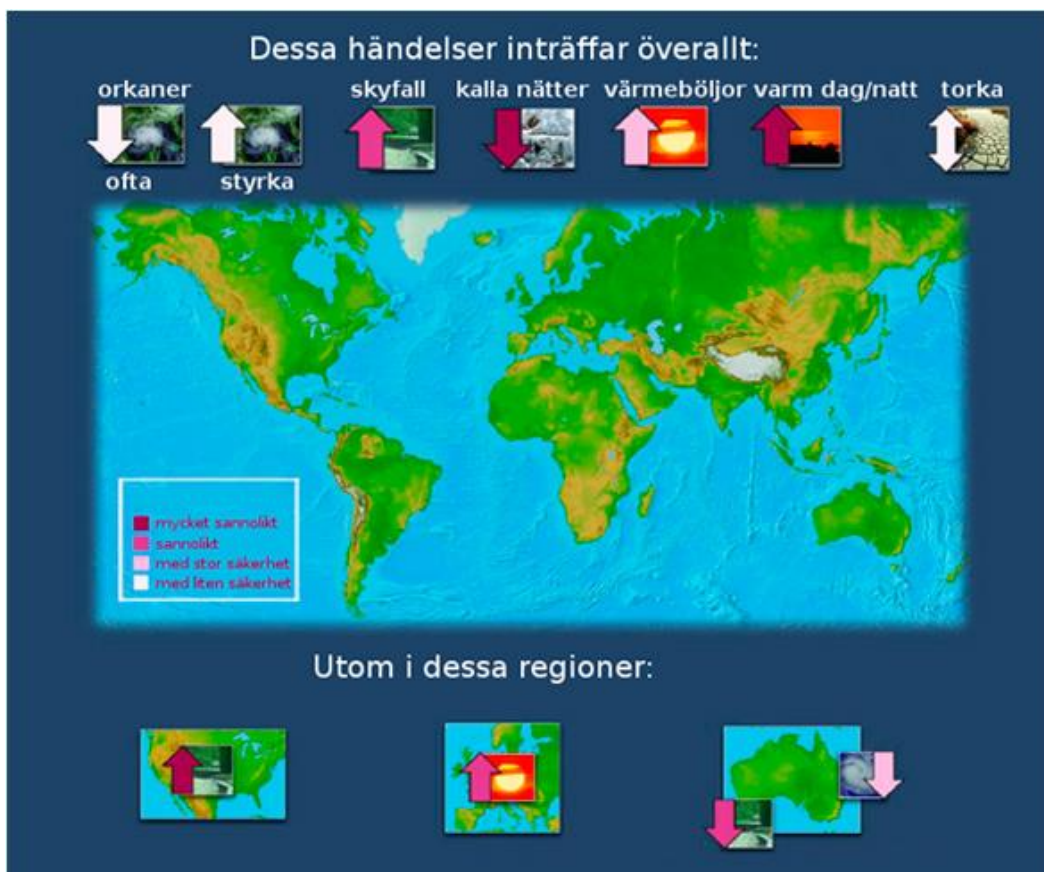 Dessa händelser inträffar överallt:
orkaner skyfall kalla nätter värmeböljor varm dag/natt torka
ofta styrka
mycket sannolikt
sannolikt
med stor säkerhet
med liten säkerhet
Utom i dessa regioner: